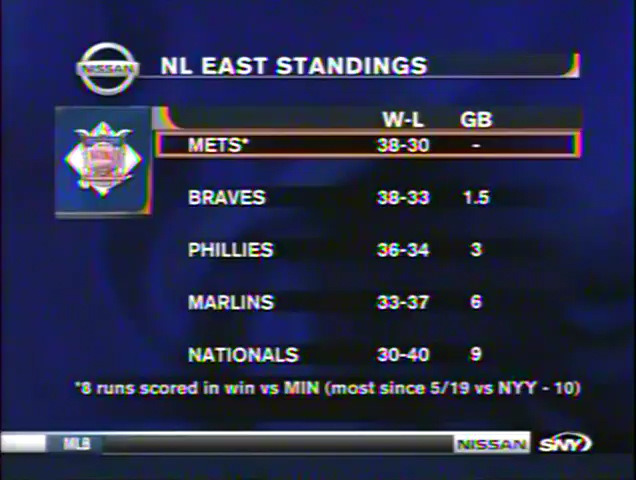 NISSAN
NL EAST STANDINGS
W-L GB
METS* 38-30 -
BRAVES 38-33 1.5
PHILLIES 36-34 3
MARLINS 33-37 6
NATIONALS 30-40 9
*8 runs scored in win vs MIN (most since 5/19 vs NYY - 10)
MLB NISSAN SNY